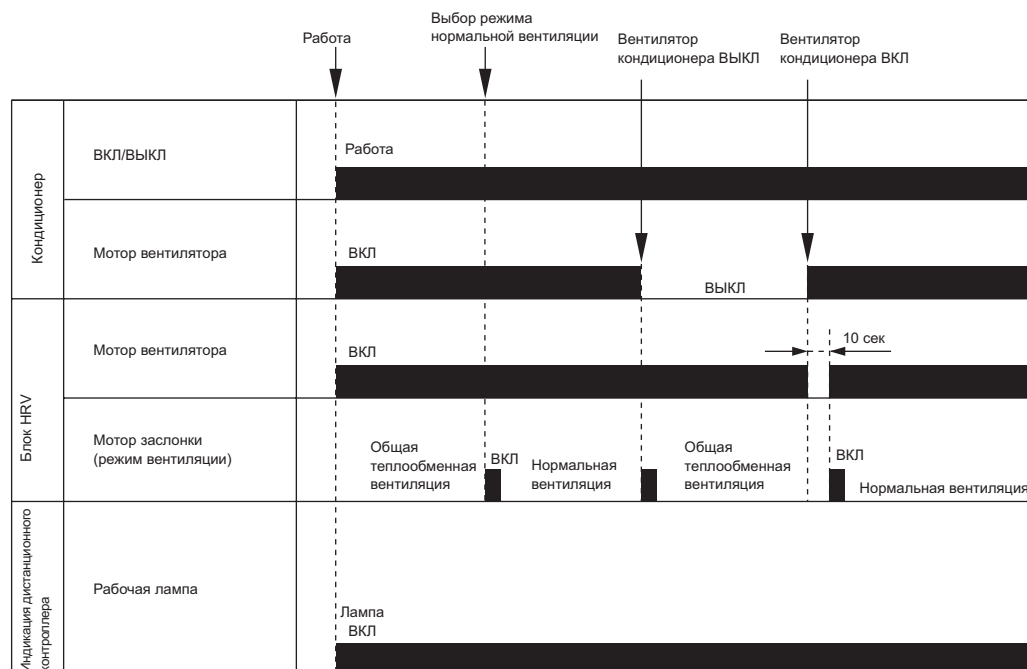 Выбор режима
нормальной вентиляции
Работа
Вентилятор
кондиционера ВЫКЛ
Вентилятор
кондиционера ВКЛ
Кондиционер
ВКЛ/ВЫКЛ
Работа
Мотор вентилятора
ВКЛ
ВЫКЛ
Блок HRV
Мотор вентилятора
ВКЛ
10 сек
Мотор заслонки
(режим вентиляции)
Общая
теплообменная
вентиляция
ВКЛ
Нормальная
вентиляция
Общая
теплообменная
вентиляция
ВКЛ
Нормальная вентиляция
Индикация дистанционного
контроллера
Рабочая лампа
Лампа
ВКЛ